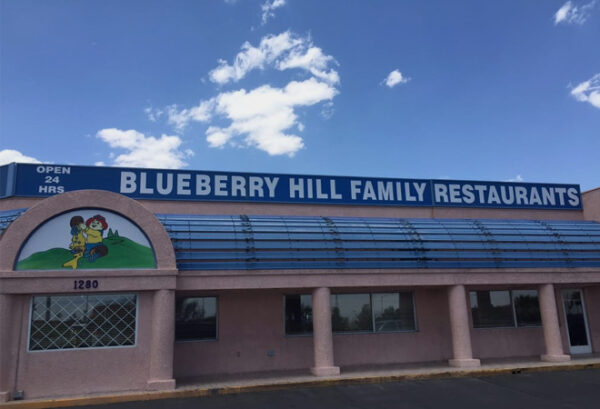 OPEN
24
HRS
BLUEBERRY HILL FAMILY RESTAURANTS
1280